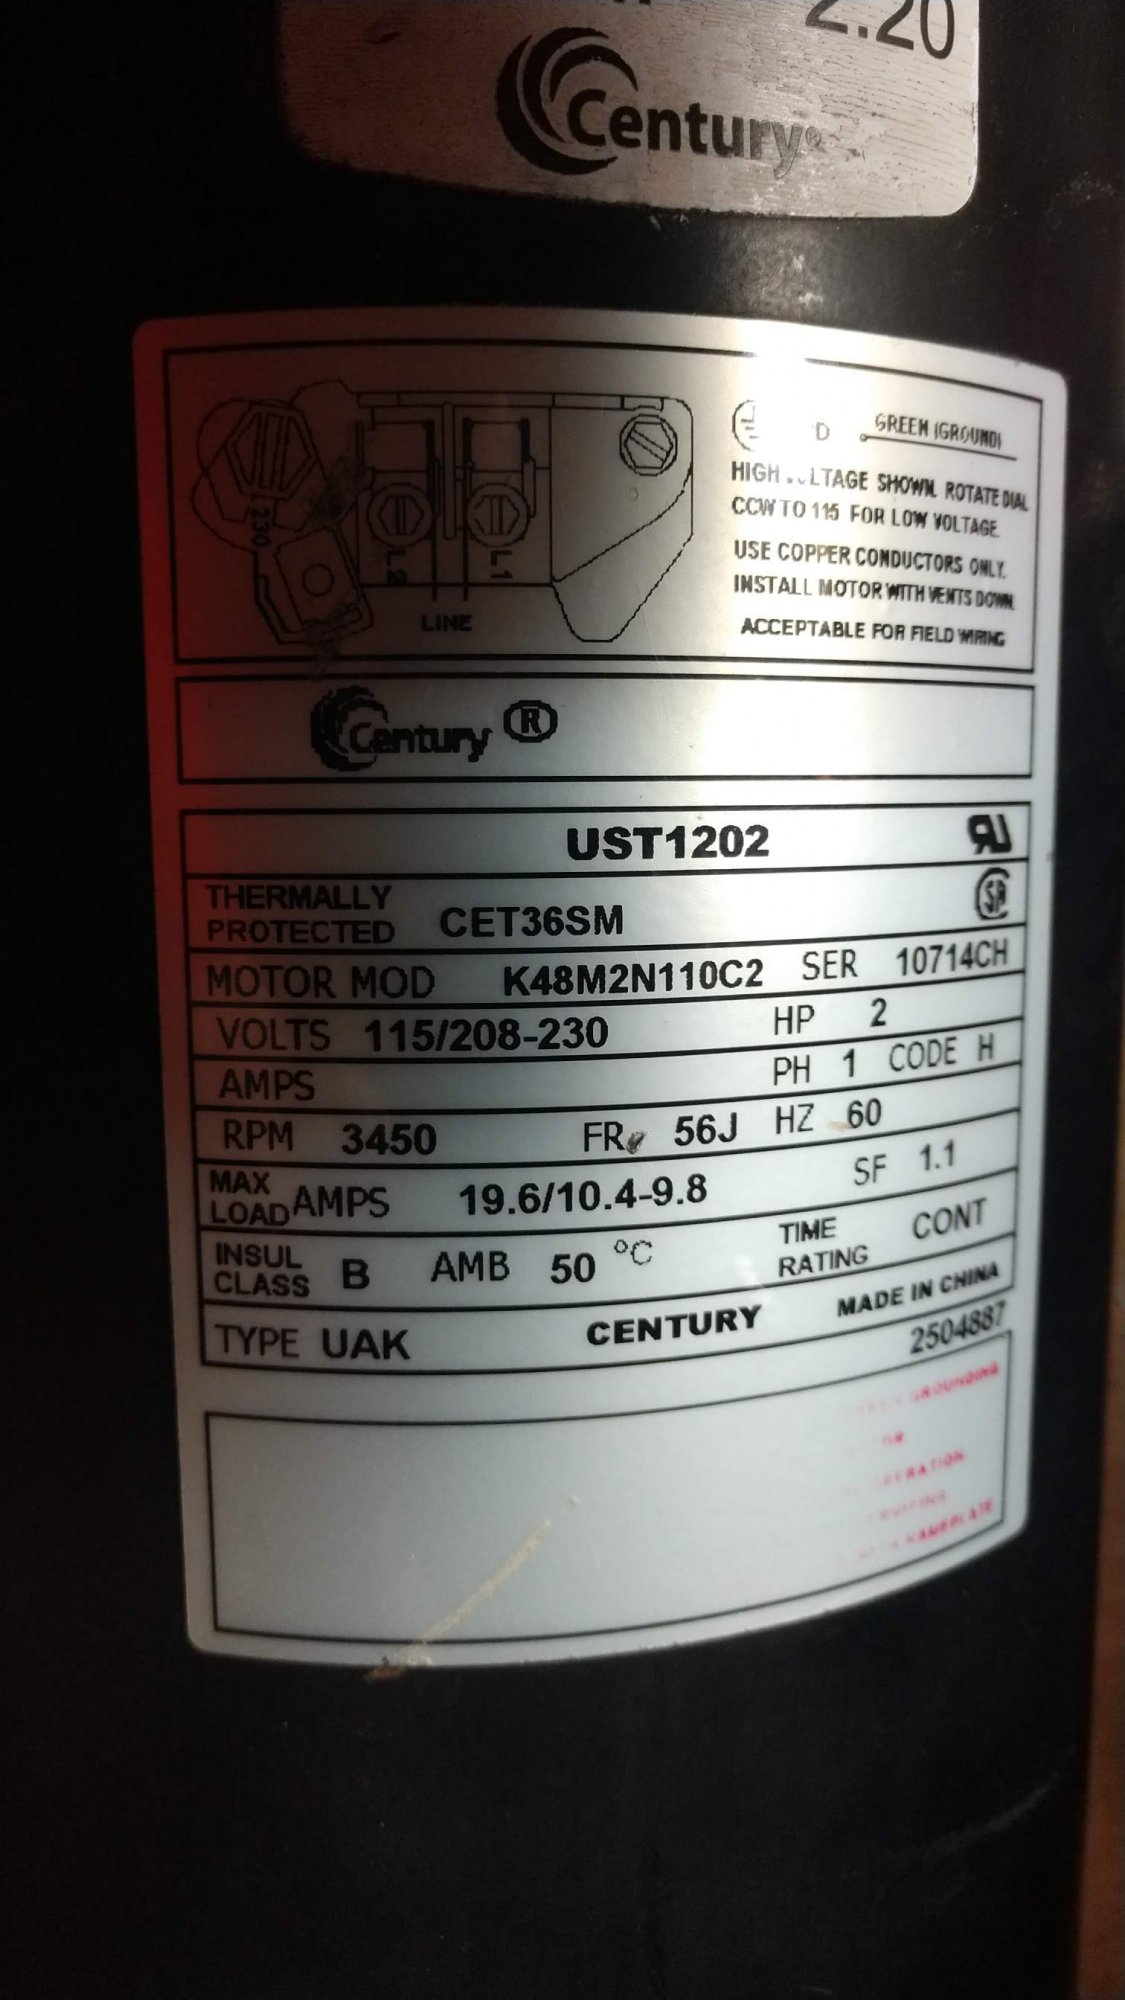 2.20
Century®
GREEN (GROUND)
HIGH VOLTAGE SHOWN. ROTATE DIAL
CCW TO 115 FOR LOW VOLTAGE.
USE COPPER CONDUCTORS ONLY.
INSTALL MOTOR WITH VENTS DOWN.
ACCEPTABLE FOR FIELD WIRING
230
L2
L1
LINE
Century ®
UST1202
THERMALLY
PROTECTED CET36SM
MOTOR MOD K48M2N110C2 SER 10714CH
VOLTS 115/208-230 HP 2
AMPS PH 1 CODE H
RPM 3450 FR. 56J HZ 60
MAX
LOAD AMPS 19.6/10.4-9.8 SF 1.1
INSUL
CLASS B AMB 50 °C TIME
RATING CONT
TYPE UAK CENTURY MADE IN CHINA
2504887
GROUNDING
NAMEPLATE